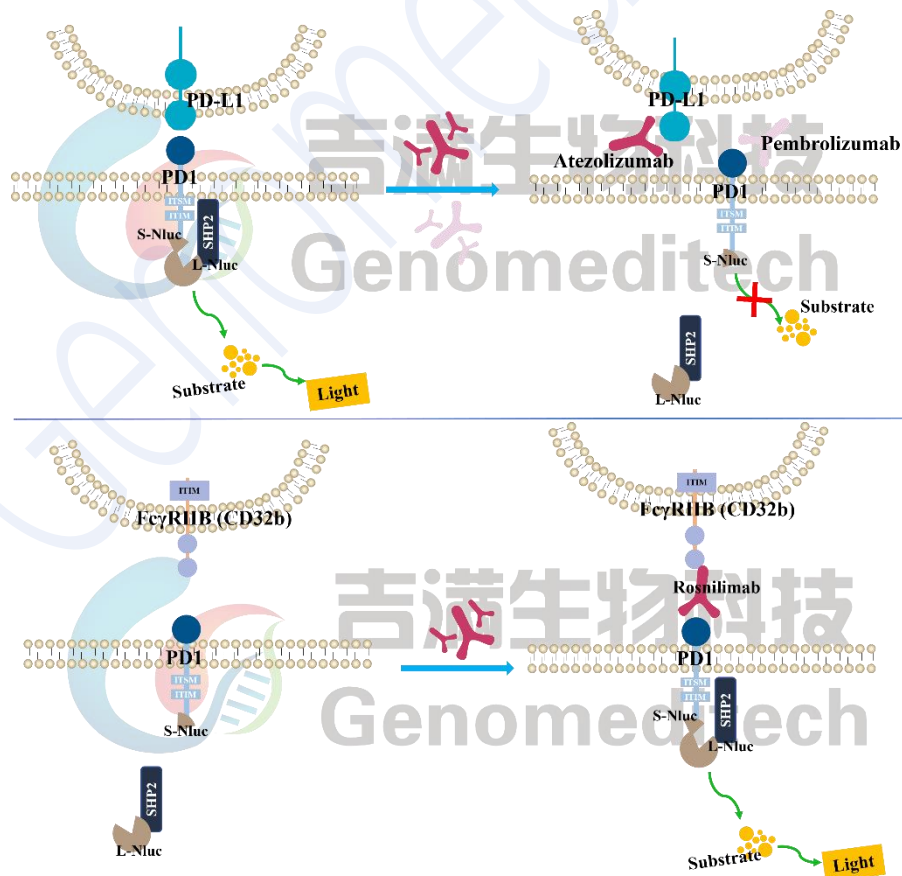 PD-L1
PD1
ITSM
ITIM
SHP2
S-Nluc
L-Nluc
Substrate
Light
吉满生物科技
Genomeditech
PD-L1
Atezolizumab
Pembrolizumab
PD1
ITSM
ITIM
S-Nluc
Substrate
SHP2
L-Nluc
ITIM
FcγRIIB (CD32b)
PD1
ITSM
ITIM
S-Nluc
SHP2
L-Nluc
吉满生物科技
Genomeditech
ITIM
FcγRIIB (CD32b)
Rosnilimab
PD1
ITSM
ITIM
SHP2
S-Nluc
L-Nluc
Substrate
Light